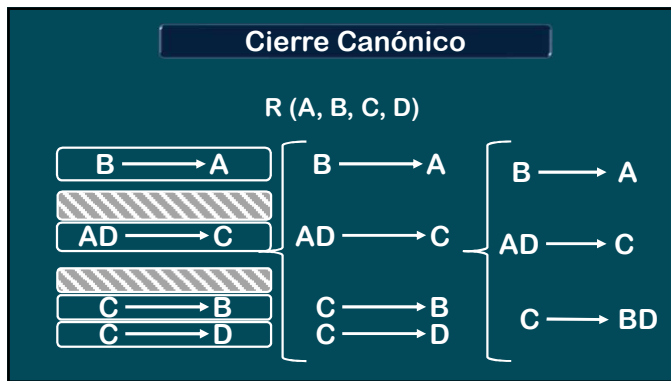 Cierre Canónico
R (A, B, C, D)
B → A
AD → C
C → B
C → D
B → A
AD → C
C → B
C → D
B → A
AD → C
C → BD